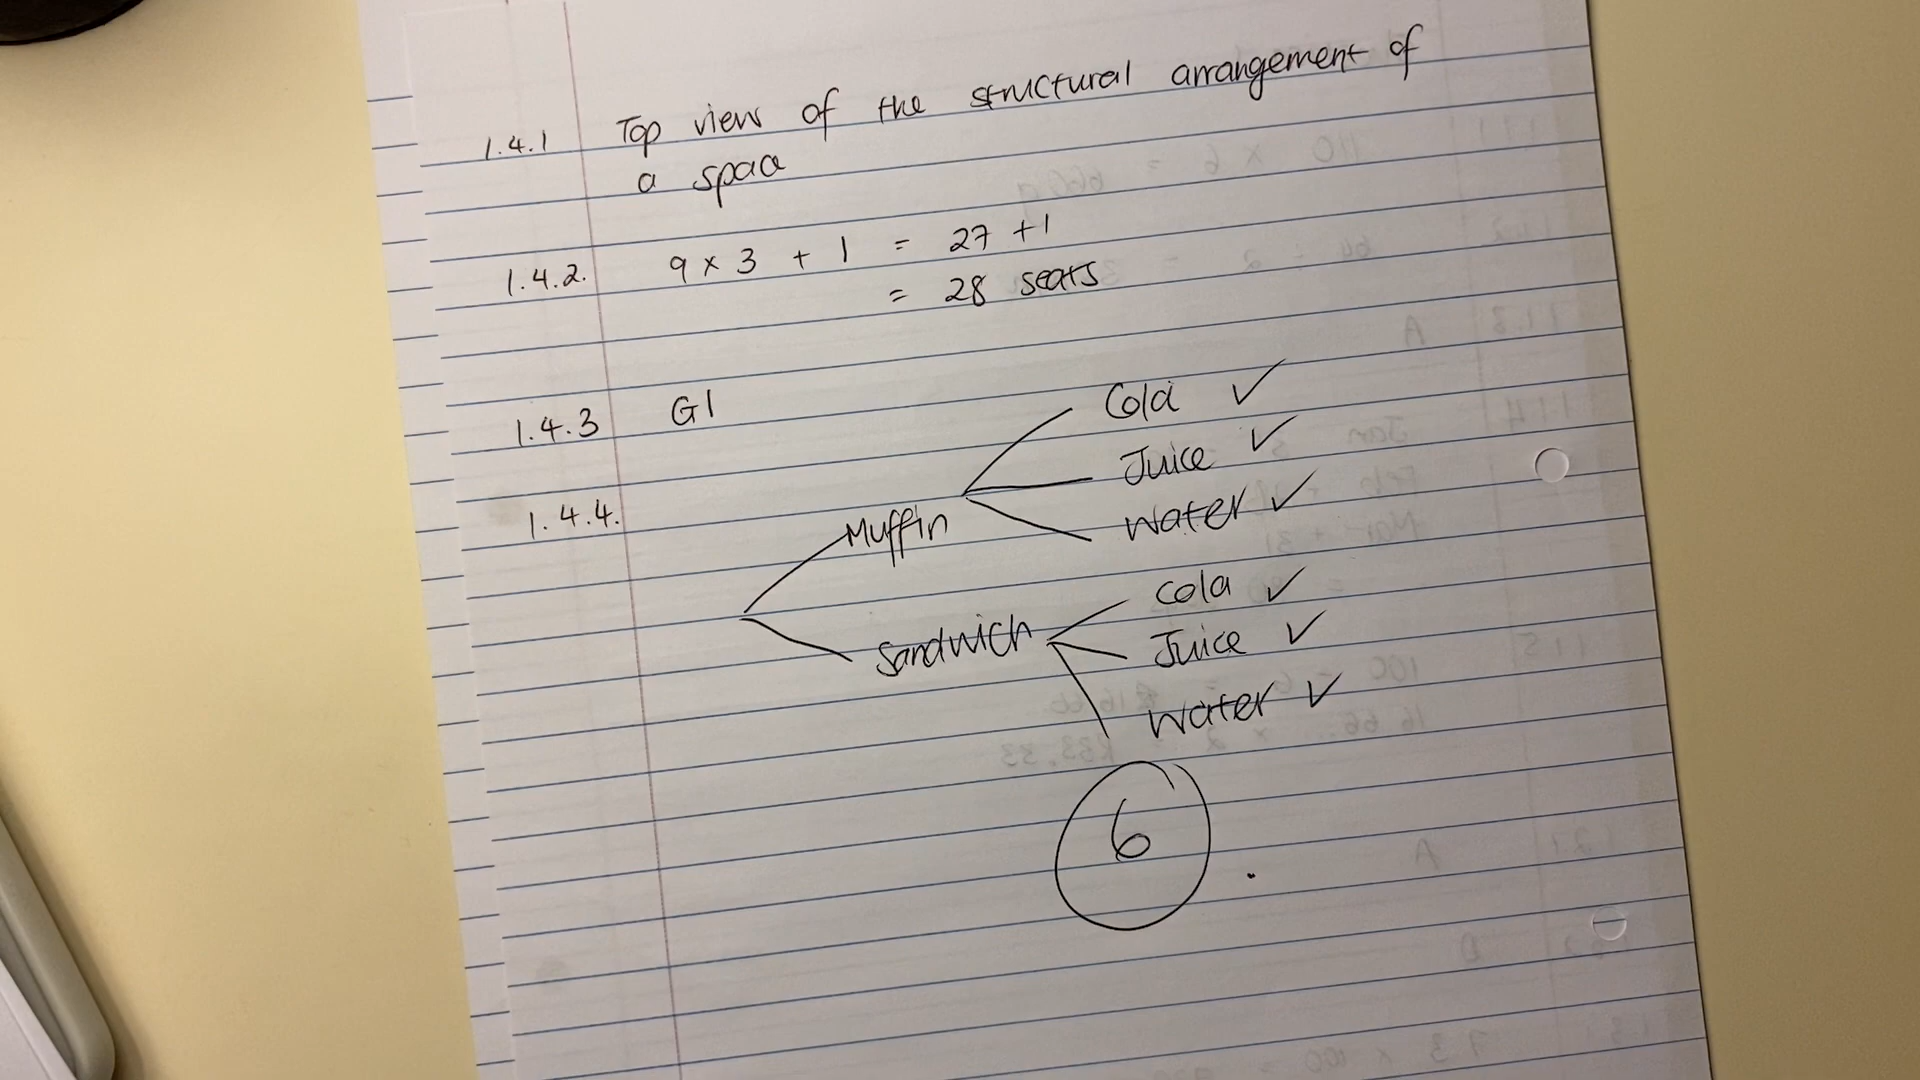 1.4.1 Top view of the structural arrangement of
a space
1.4.2. 9 x 3 + 1 = 27 + 1
= 28 seats
1.4.3 G1
1.4.4.
Muffin
Cola ✓
Juice ✓
Water ✓
Sandwich
Cola ✓
Juice ✓
Water ✓
6